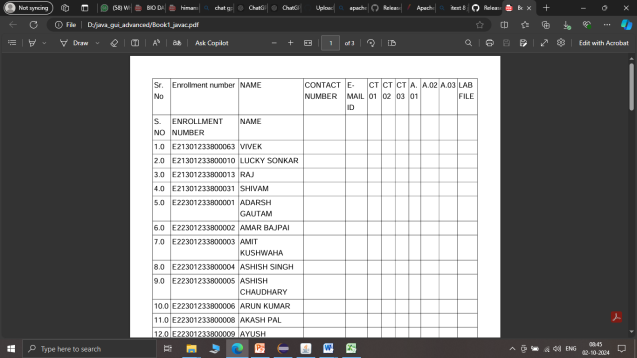 Not syncing
(58) W
BIO DA
himan
chat g
ChatG
ChatG
Upload
apache
Release
Apache
text 8
Release
File D:/java_gui_advanced/Book1_javac.pdf
Draw
Ask Copilot
1 of 3
Edit with Acrobat
Sr. No Enrollment number NAME CONTACT NUMBER E-MAIL ID CT 01 CT 02 CT 03 A. 01 A.02 A.03 LAB FILE
S. NO ENROLLMENT NUMBER NAME
1.0 E21301233800063 VIVEK
2.0 E21301233800010 LUCKY SONKAR
3.0 E21301233800013 RAJ
4.0 E21301233800031 SHIVAM
5.0 E22301233800001 ADARSH GAUTAM
6.0 E22301233800002 AMAR BAJPAI
7.0 E22301233800003 AMIT KUSHWAHA
8.0 E22301233800004 ASHISH SINGH
9.0 E22301233800005 ASHISH CHAUDHARY
10.0 E22301233800006 ARUN KUMAR
11.0 E22301233800008 AKASH PAL
12.0 E22301233800009 AYUSH
Type here to search
ENG
08:45
02-10-2024